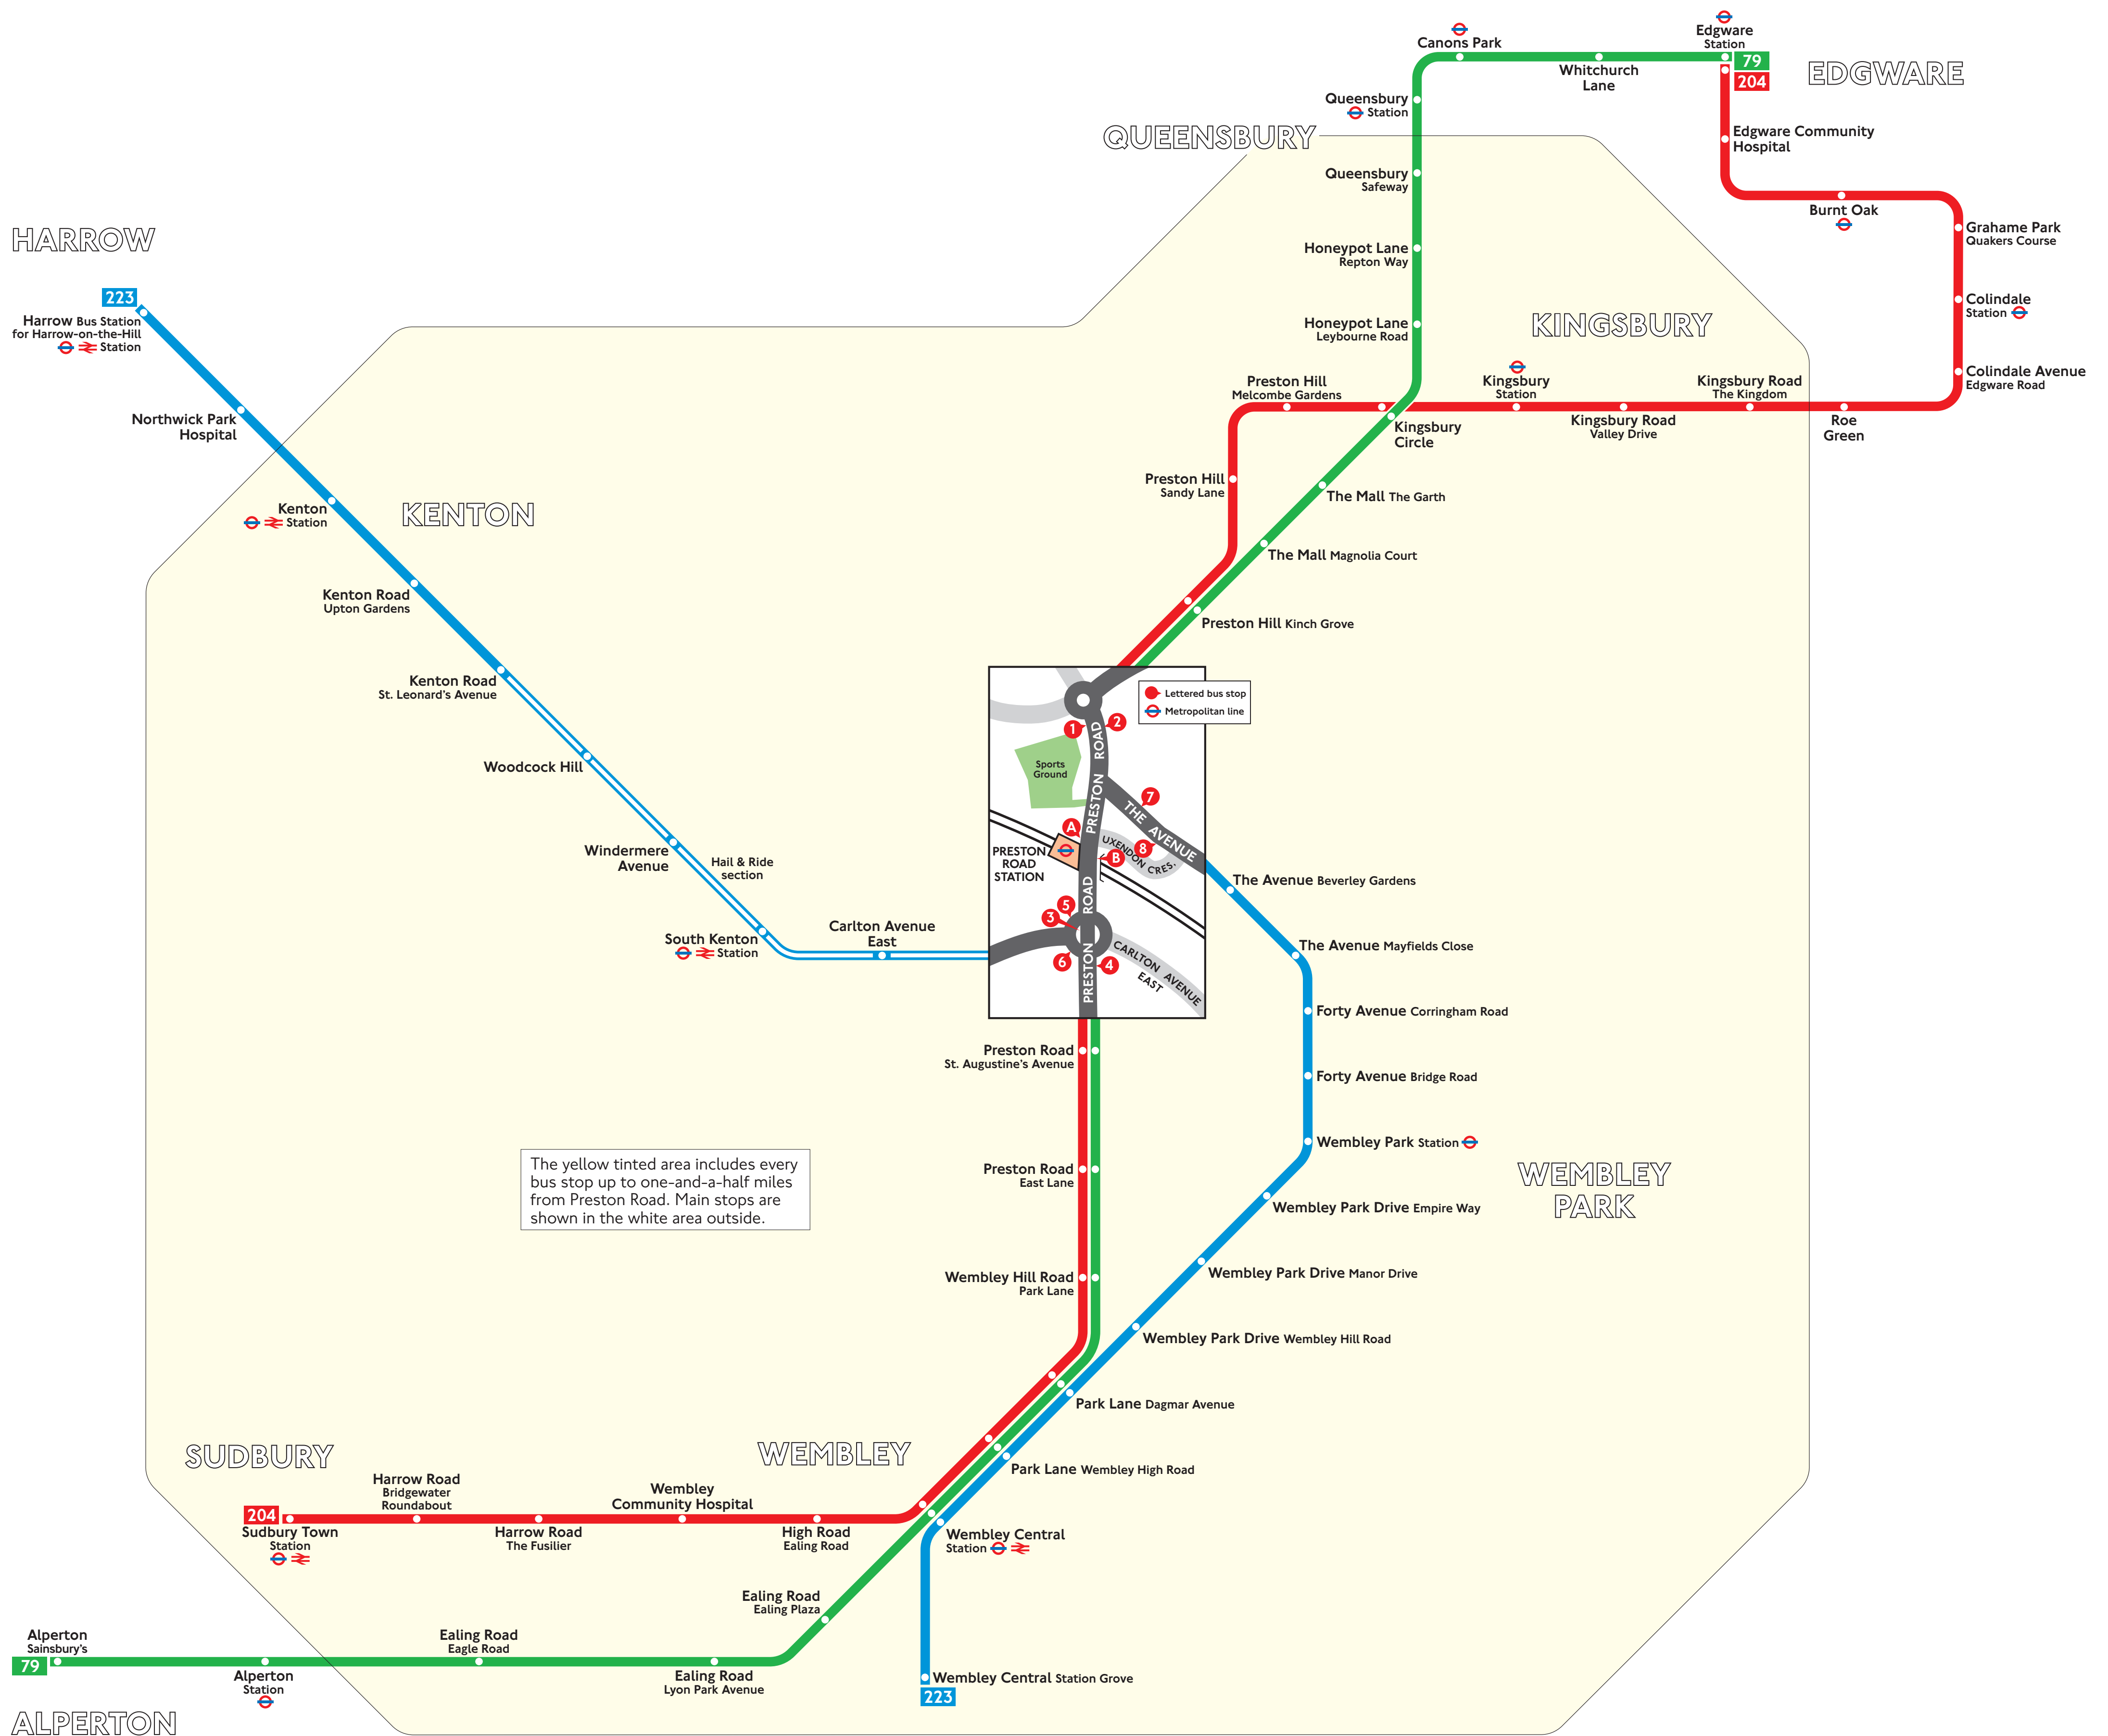 Edgware
Station
79
204
EDGWARE
Canons Park
Whitchurch
Lane
Queensbury
Station
QUEENSBURY
Edgware Community
Hospital
Queensbury
Safeway
Burnt Oak
Grahame Park
Quakers Course
HARROW
Honeypot Lane
Repton Way
223
Harrow Bus Station
for Harrow-on-the-Hill
Station
Honeypot Lane
Leybourne Road
KINGSBURY
Colindale
Station
Colindale Avenue
Edgware Road
Preston Hill
Melcombe Gardens
Kingsbury
Station
Kingsbury Road
The Kingdom
Northwick Park
Hospital
Kingsbury
Circle
Kingsbury Road
Valley Drive
Roe
Green
Kenton
Station
KENTON
Preston Hill
Sandy Lane
The Mall The Garth
The Mall Magnolia Court
Kenton Road
Upton Gardens
Preston Hill Kinch Grove
Kenton Road
St. Leonard's Avenue
Lettered bus stop
Metropolitan line
1
2
PRESTON ROAD
Sports
Ground
Woodcock Hill
7
THE AVENUE
A
8
UXENDON CRES.
B
PRESTON
ROAD
STATION
Windermere
Avenue
Hail & Ride
section
The Avenue Beverley Gardens
5
3
PRESTON ROAD
6
4
CARLTON AVENUE
EAST
South Kenton
Station
Carlton Avenue
East
The Avenue Mayfields Close
Forty Avenue Corringham Road
Preston Road
St. Augustine's Avenue
Forty Avenue Bridge Road
Wembley Park Station
The yellow tinted area includes every
bus stop up to one-and-a-half miles
from Preston Road. Main stops are
shown in the white area outside.
Preston Road
East Lane
WEMBLEY
PARK
Wembley Park Drive Empire Way
Wembley Hill Road
Park Lane
Wembley Park Drive Manor Drive
Wembley Park Drive Wembley Hill Road
Park Lane Dagmar Avenue
SUDBURY
WEMBLEY
Park Lane Wembley High Road
Harrow Road
Bridgewater
Roundabout
Wembley
Community Hospital
204
Sudbury Town
Station
Harrow Road
The Fusilier
High Road
Ealing Road
Wembley Central
Station
Ealing Road
Ealing Plaza
Alperton
Sainsbury's
79
Alperton
Station
Ealing Road
Eagle Road
Ealing Road
Lyon Park Avenue
Wembley Central Station Grove
223
ALPERTON